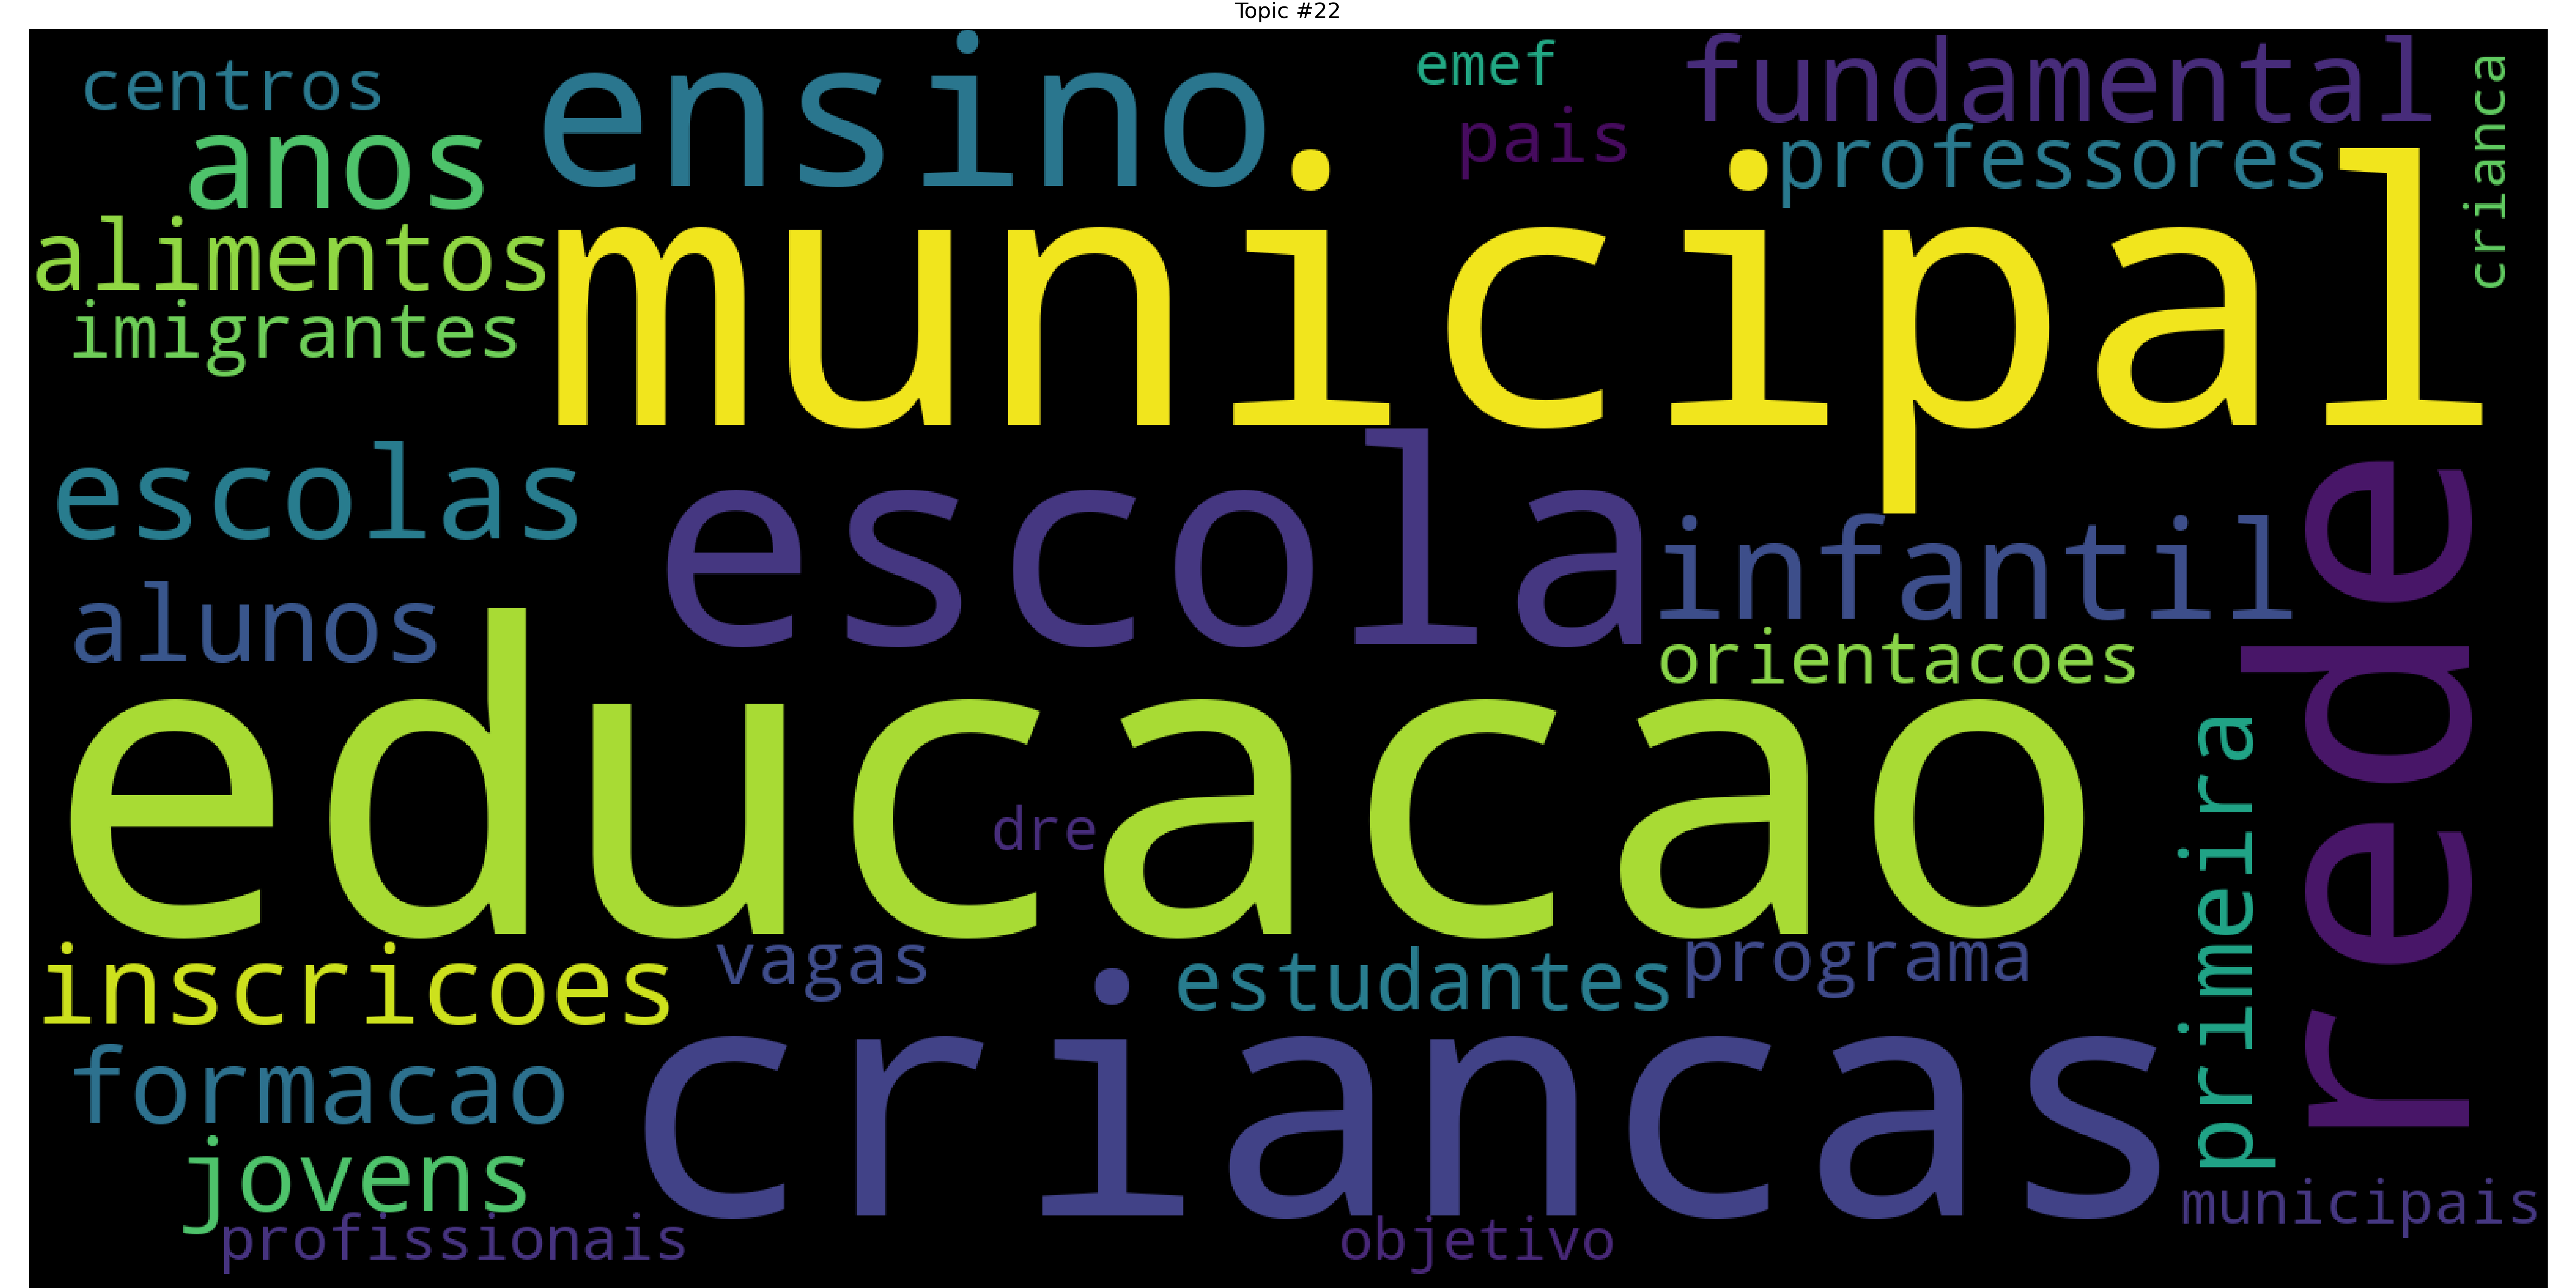 Topic #22
centros
ensino
emef
fundamental
crianca
anos
pais
professores
alimentos
municipal
imigrantes
escolas
escola
infantil
rede
alunos
orientacoes
educacao
dre
primeira
inscricoes
vagas
estudantes
programa
formacao
criancas
jovens
municipais
profissionais
objetivo